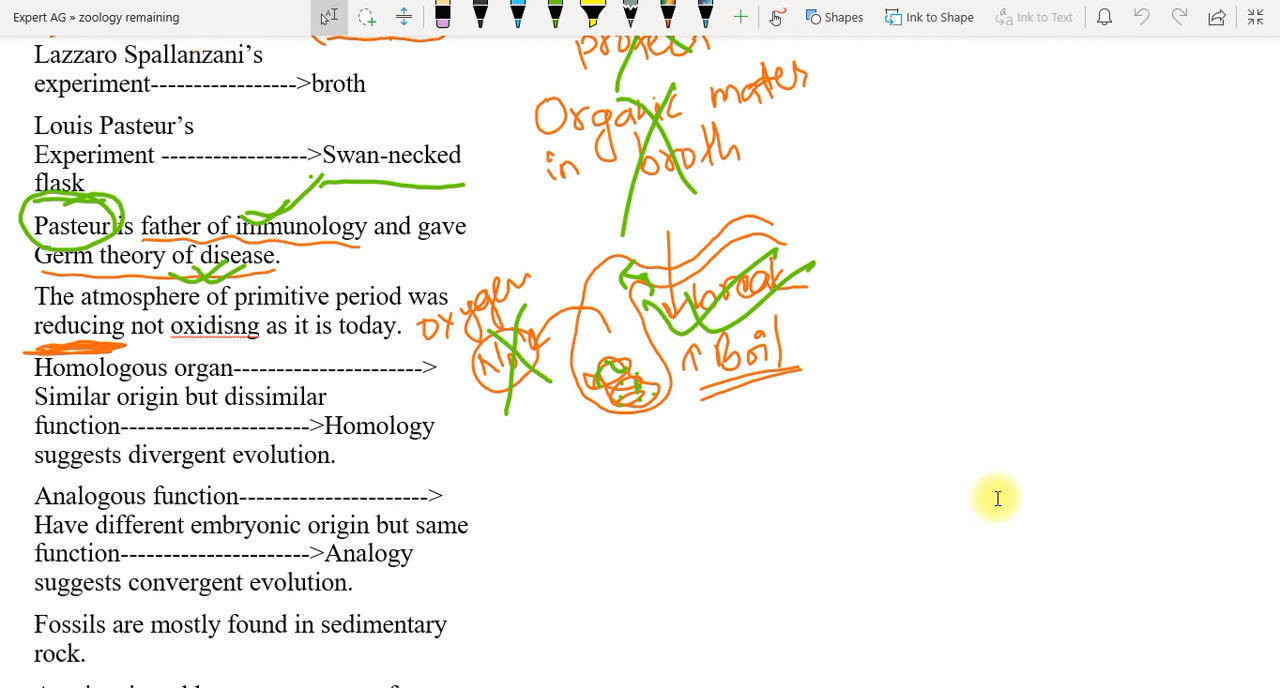 Expert AG » zoology remaining
Shapes
Ink to Shape
Ink to Text
Lazzaro Spallanzani's
experiment----------------->broth
Louis Pasteur's
Experiment ----------------->Swan-necked
flask
Pasteur is father of immunology and gave
Germ theory of disease.
The atmosphere of primitive period was
reducing not oxidisng as it is today.
Homologous organ---------------------->
Similar origin but dissimilar
function---------------------->Homology
suggests divergent evolution.
Analogous function---------------------->
Have different embryonic origin but same
function---------------------->Analogy
suggests convergent evolution.
Fossils are mostly found in sedimentary
rock.
protein
Organic mater
in broth
break
Boil
oxygen